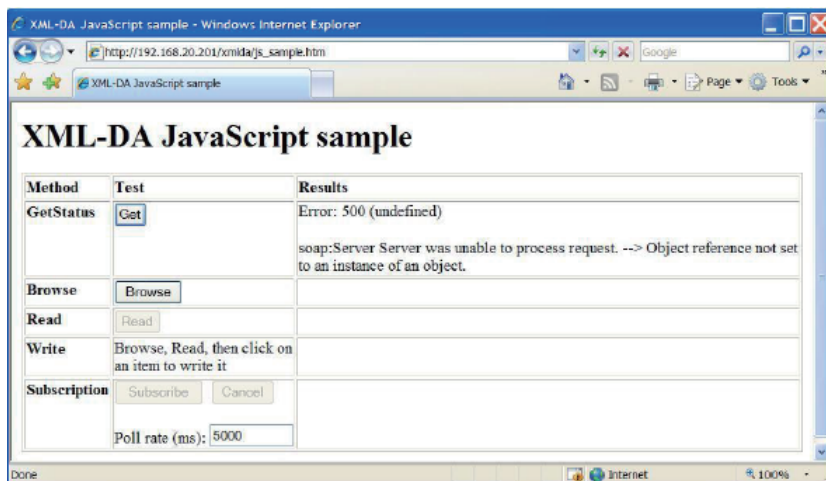 XML-DA JavaScript sample - Windows Internet Explorer
http://192.168.20.201/xmlda/js_sample.htm
Google
XML-DA JavaScript sample
Page
Tools
XML-DA JavaScript sample
Method Test Results
GetStatus Get Error: 500 (undefined)
soap:Server Server was unable to process request. --> Object reference not set
to an instance of an object.
Browse Browse
Read Read
Write Browse, Read, then click on
an item to write it
Subscription Subscribe Cancel
Poll rate (ms): 5000
Done Internet 100%